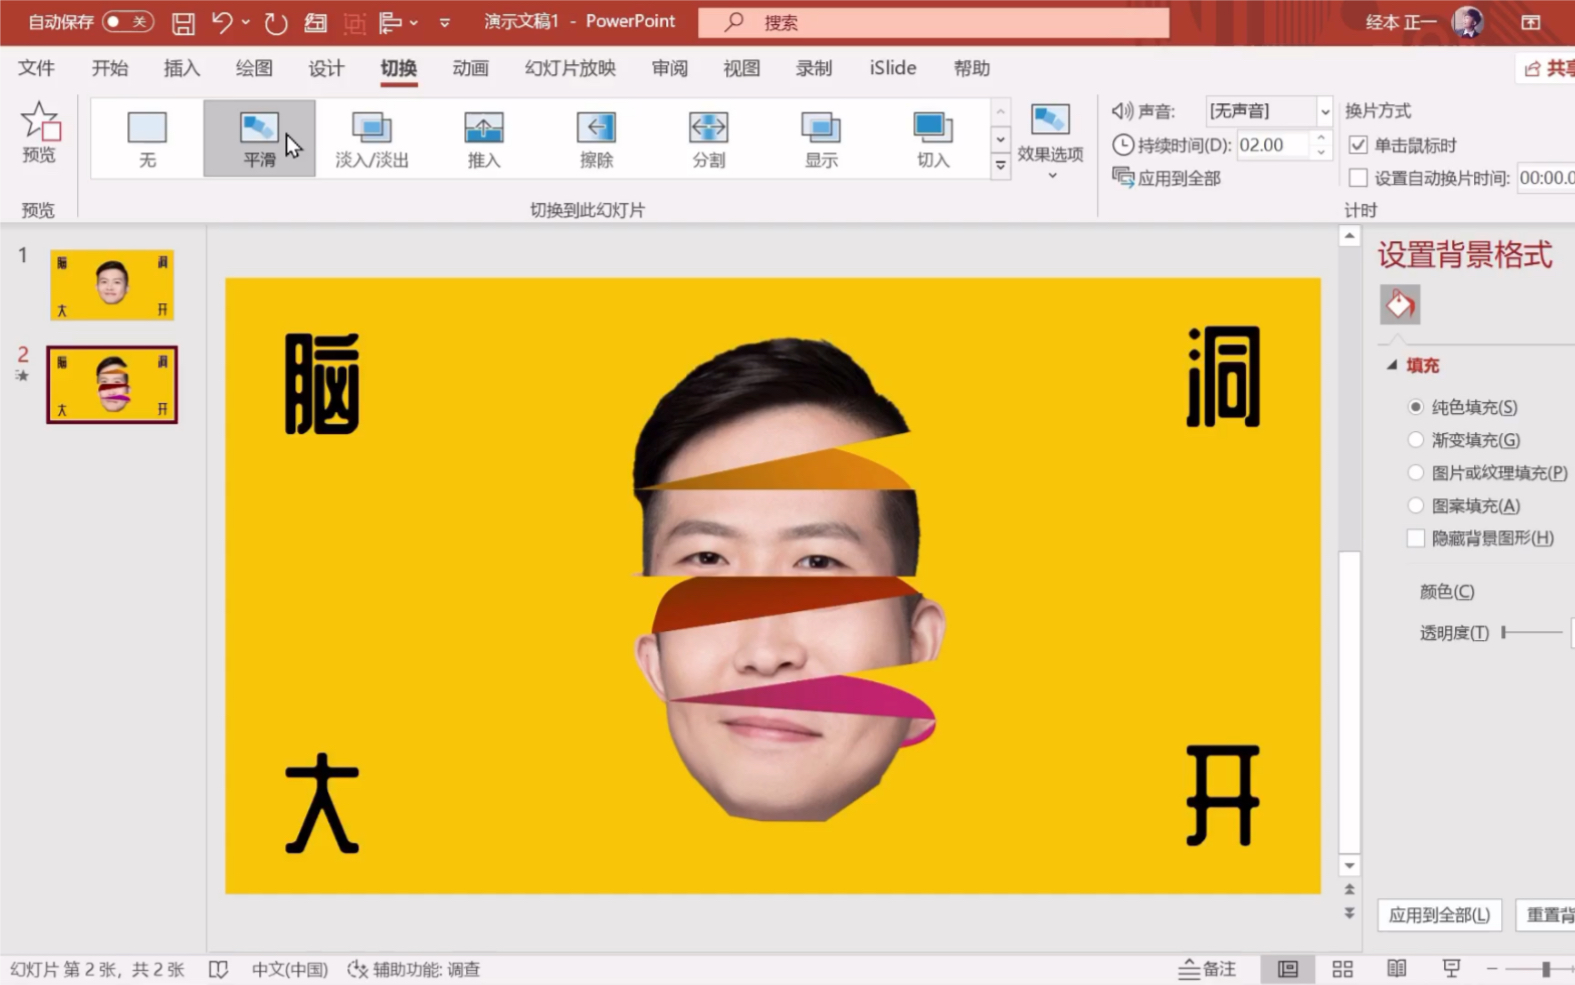 自动保存 关 演示文稿1 - PowerPoint 搜索 经本 正一
文件 开始 插入 绘图 设计 切换 动画 幻灯片放映 审阅 视图 录制 iSlide 帮助 共享
预览 无 平滑 淡入/淡出 推入 擦除 分割 显示 切入 效果选项
声音: [无声音] 换片方式
持续时间(D): 02.00 单击鼠标时
应用到全部 设置自动换片时间: 00:00.0
预览 切换到此幻灯片 计时
1
脑 洞
大 开
2
脑 洞
大 开
脑 洞
大 开
设置背景格式
填充
纯色填充(S)
渐变填充(G)
图片或纹理填充(P)
图案填充(A)
隐藏背景图形(H)
颜色(C)
透明度(T)
应用到全部(L) 重置背
幻灯片 第 2 张，共 2 张 中文(中国) 辅助功能: 调查 备注